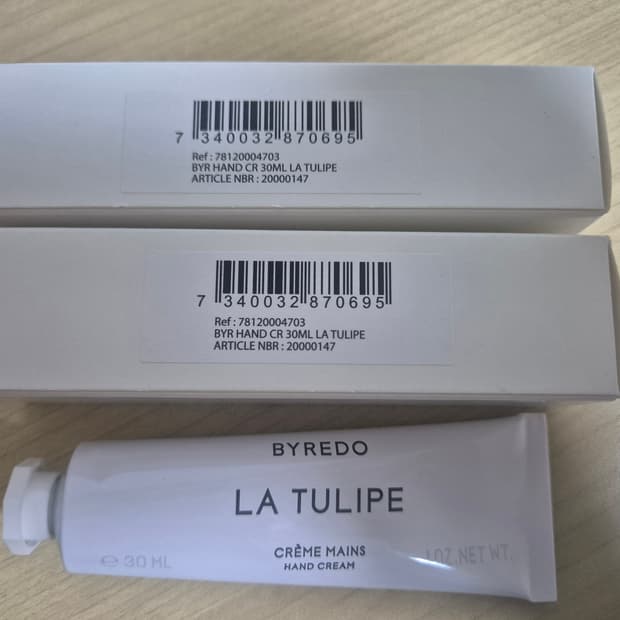 7 340032 870695
Ref : 78120004703
BYR HAND CR 30ML LA TULIPE
ARTICLE NBR : 20000147
7 340032 870695
Ref : 78120004703
BYR HAND CR 30ML LA TULIPE
ARTICLE NBR : 20000147
BYREDO
LA TULIPE
CRÈME MAINS
HAND CREAM
℮ 30 ML
1 OZ. NET WT.